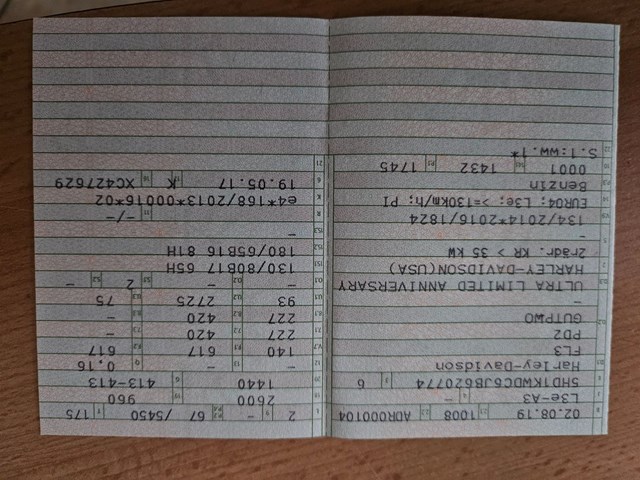 02.08.19 1008 ADR000104
L3e-A3 -
5HD1KWDC6JB620774 6
Harley-Davidson
FL3
PD2
GUTPWO
-
ULTRA LIMITED ANNIVERSARY
HARLEY-DAVIDSON(USA)
2rädr. KR > 35 kW
-
134/2014*2016/1824
EURO4; L3e; >=130km/h; PI
Benzin
0001 1432 1745
S.1:ww.1*
2 - 67 /5450 175
2600 960
1440 413-413
- - 0,16
140 617 617
227 420 -
227 420 -
93 2725 75
- - 2 -
130/80B17 65H
180/65B16 81H
-
- -/-
e4*168/2013*00016*02
19.05.17 K XC427629